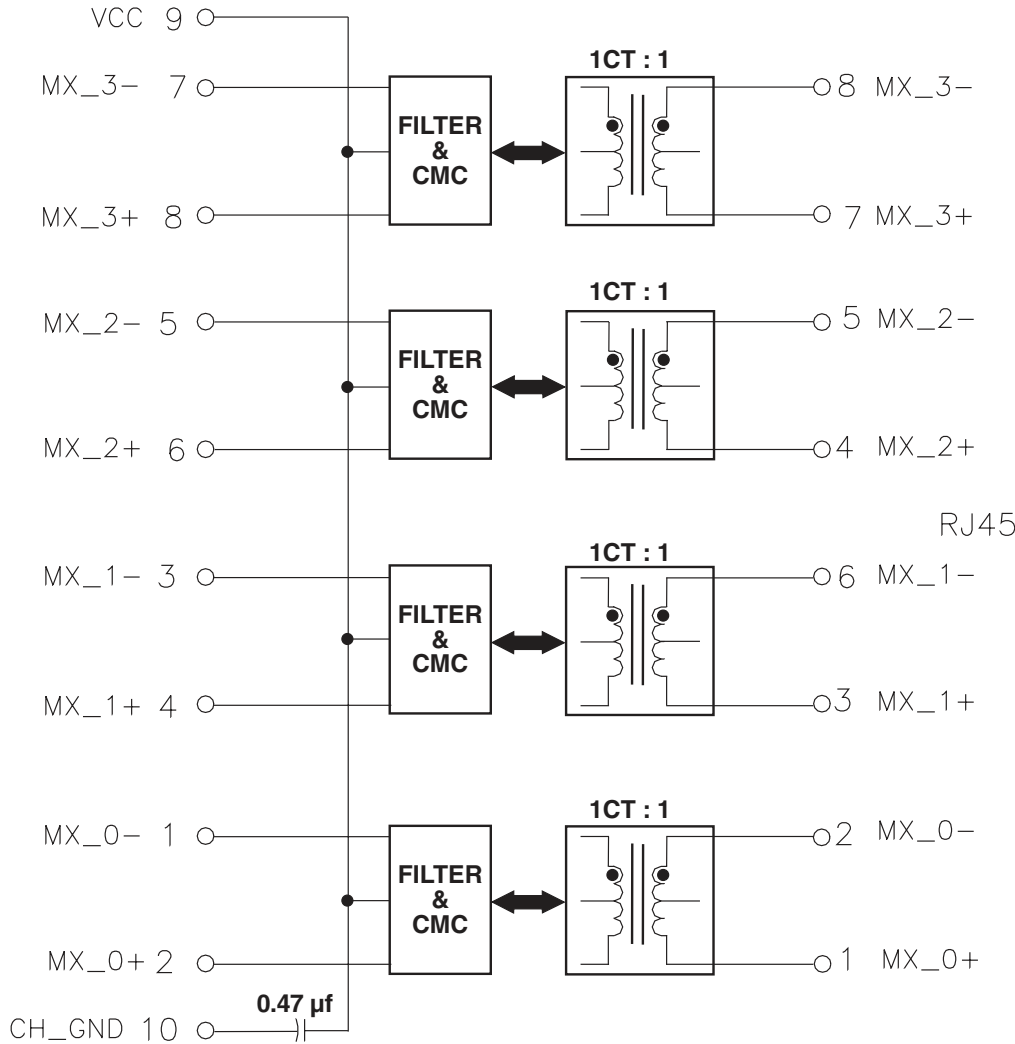 VCC 9
1CT : 1
MX_3- 7
FILTER
&
CMC
8 MX_3-
MX_3+ 8
7 MX_3+
1CT : 1
MX_2- 5
FILTER
&
CMC
5 MX_2-
MX_2+ 6
4 MX_2+
RJ45
1CT : 1
MX_1- 3
FILTER
&
CMC
6 MX_1-
MX_1+ 4
3 MX_1+
1CT : 1
MX_0- 1
FILTER
&
CMC
2 MX_0-
MX_0+ 2
1 MX_0+
0.47 µf
CH_GND 10